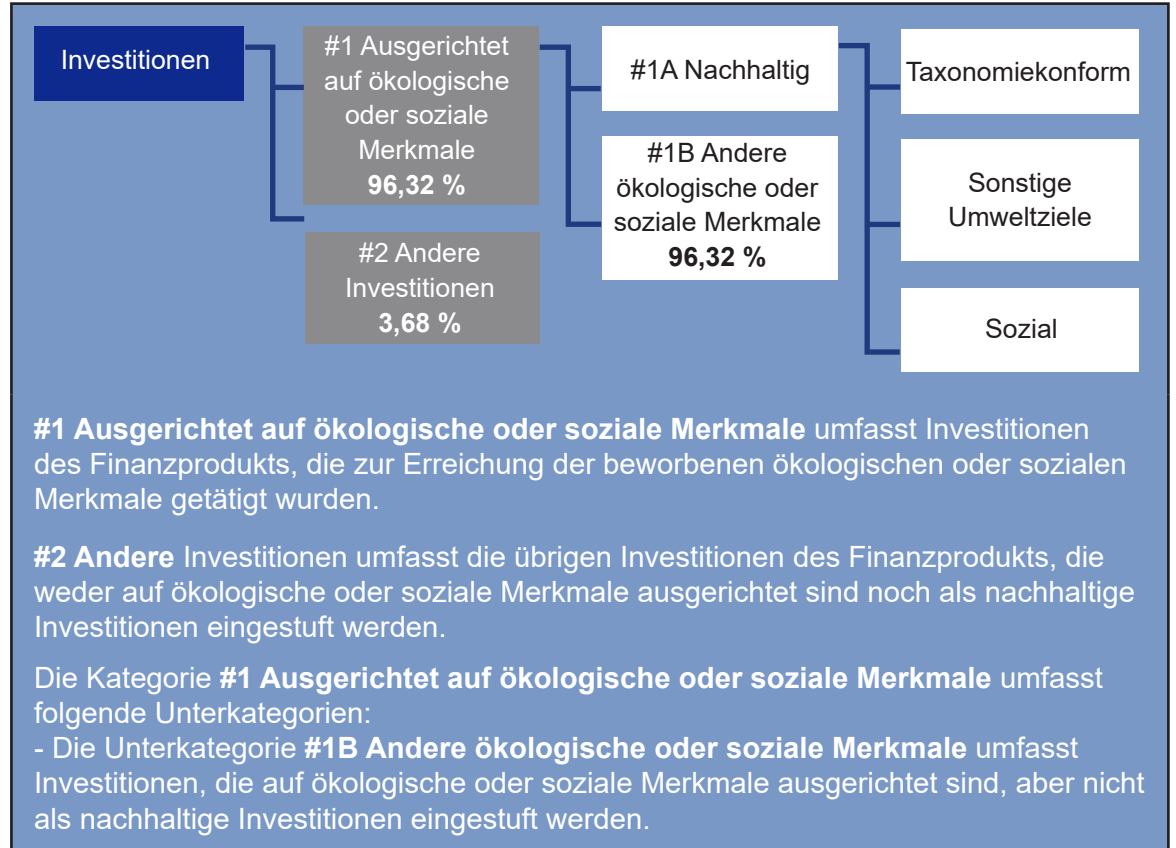 Investitionen
#1 Ausgerichtet
auf ökologische
oder soziale
Merkmale
96,32 %
#2 Andere
Investitionen
3,68 %
#1A Nachhaltig
#1B Andere
ökologische oder
soziale Merkmale
96,32 %
Taxonomiekonform
Sonstige
Umweltziele
Sozial
#1 Ausgerichtet auf ökologische oder soziale Merkmale umfasst Investitionen
des Finanzprodukts, die zur Erreichung der beworbenen ökologischen oder sozialen
Merkmale getätigt wurden.
#2 Andere Investitionen umfasst die übrigen Investitionen des Finanzprodukts, die
weder auf ökologische oder soziale Merkmale ausgerichtet sind noch als nachhaltige
Investitionen eingestuft werden.
Die Kategorie #1 Ausgerichtet auf ökologische oder soziale Merkmale umfasst
folgende Unterkategorien:
- Die Unterkategorie #1B Andere ökologische oder soziale Merkmale umfasst
Investitionen, die auf ökologische oder soziale Merkmale ausgerichtet sind, aber nicht
als nachhaltige Investitionen eingestuft werden.